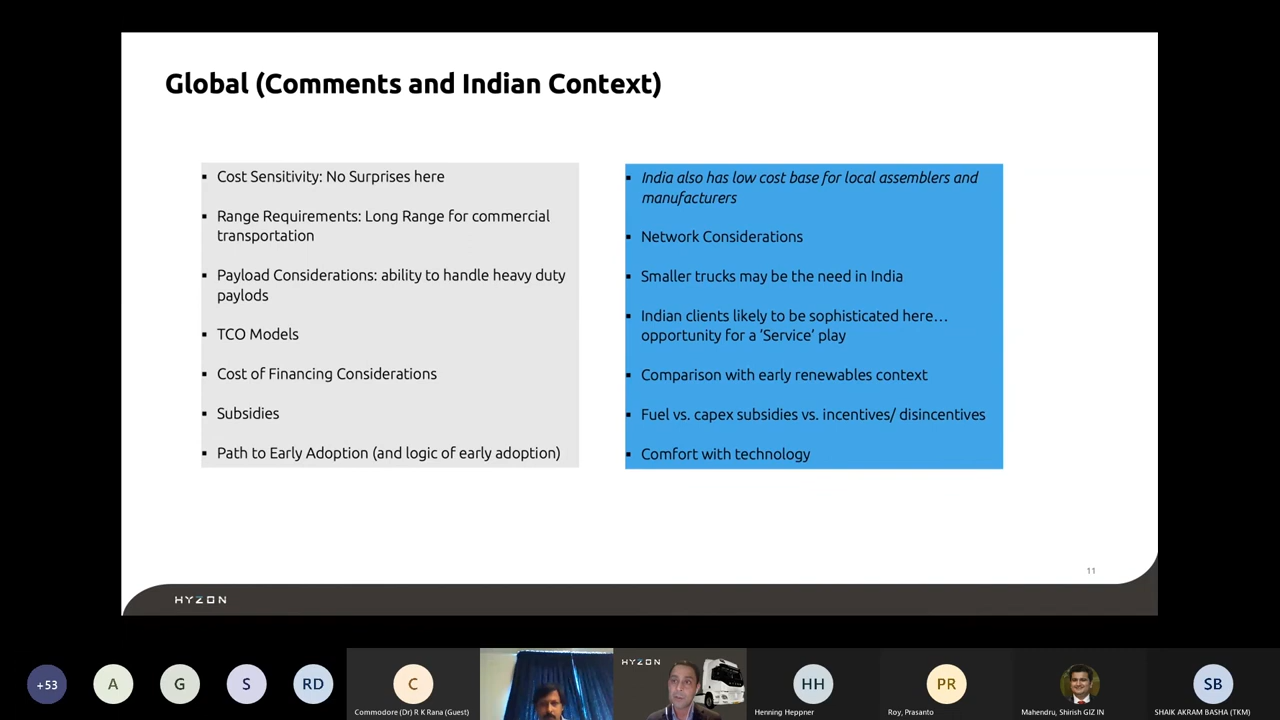 Global (Comments and Indian Context)
Cost Sensitivity: No Surprises here
Range Requirements: Long Range for commercial
transportation
Payload Considerations: ability to handle heavy duty
paylods
TCO Models
Cost of Financing Considerations
Subsidies
Path to Early Adoption (and logic of early adoption)
India also has low cost base for local assemblers and
manufacturers
Network Considerations
Smaller trucks may be the need in India
Indian clients likely to be sophisticated here…
opportunity for a ‘Service’ play
Comparison with early renewables context
Fuel vs. capex subsidies vs. incentives/ disincentives
Comfort with technology
11
HYZON
+53
A
G
S
RD
C
Commodore (Dr) R K Rana (Guest)
HYZON
HH
Henning Heppner
PR
Roy, Prasanto
Mahendru, Shirish GIZ IN
SB
SHAIK AKRAM BASHA (TKM)